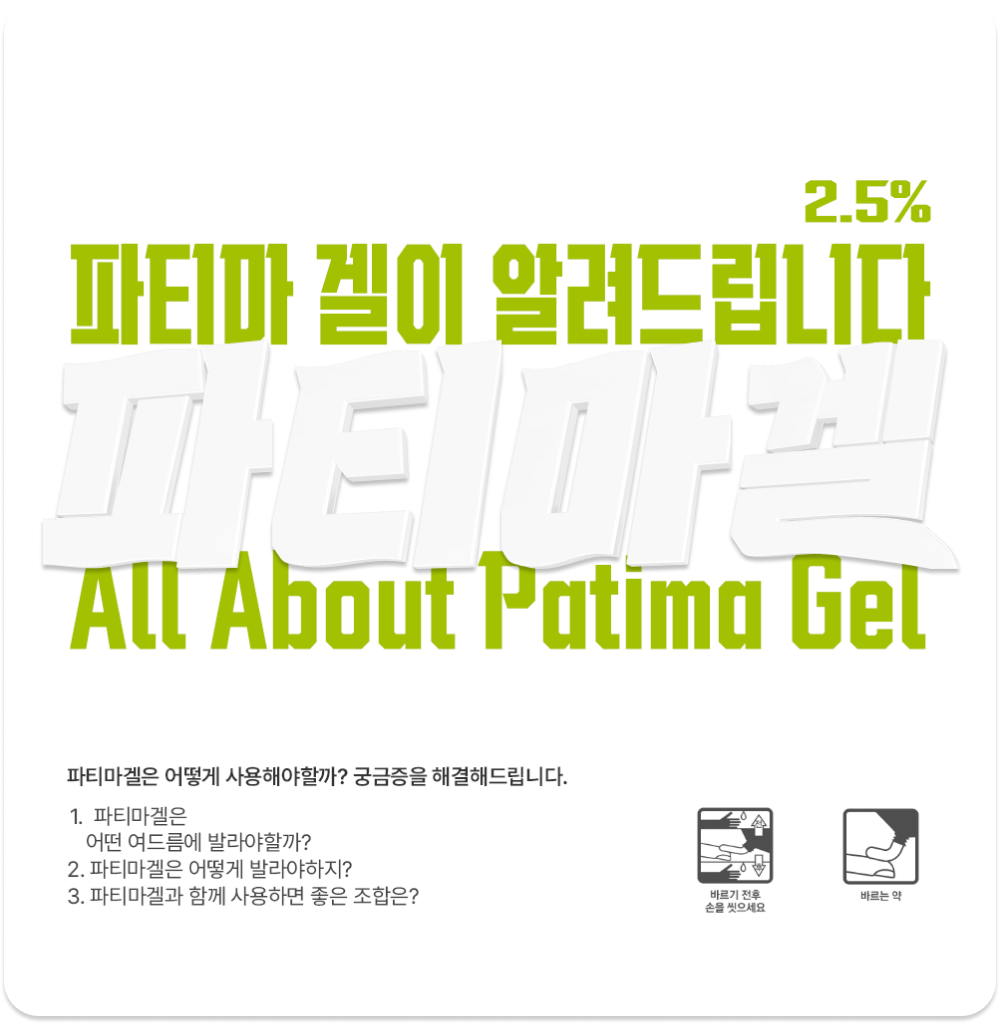 2.5%
파티마 겔이 알려드립니다
파티마겔
All About Patima Gel
파티마겔은 어떻게 사용해야할까? 궁금증을 해결해드립니다.
1. 파티마겔은
어떤 여드름에 발라야할까?
2. 파티마겔은 어떻게 발라야하지?
3. 파티마겔과 함께 사용하면 좋은 조합은?
바르기 전후
손을 씻으세요
바르는 약